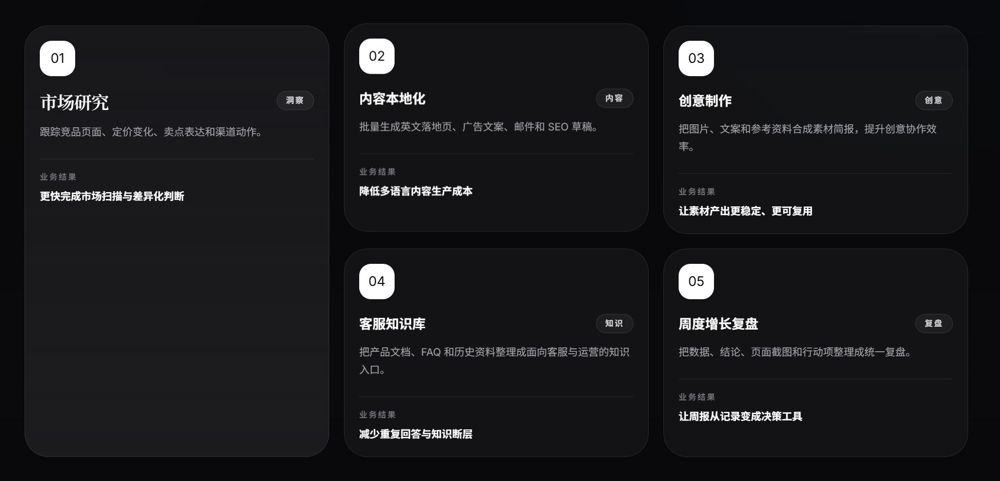 01
市场研究
洞察
跟踪竞品页面、定价变化、卖点表达和渠道动作。
业务结果
更快完成市场扫描与差异化判断
02
内容本地化
内容
批量生成英文落地页、广告文案、邮件和 SEO 草稿。
业务结果
降低多语言内容生产成本
03
创意制作
创意
把图片、文案和参考资料合成素材简报，提升创意协作效
率。
业务结果
让素材产出更稳定、更可复用
04
客服知识库
知识
把产品文档、FAQ 和历史资料整理成面向客服与运营的知识
入口。
业务结果
减少重复回答与知识断层
05
周度增长复盘
复盘
把数据、结论、页面截图和行动项整理成统一复盘。
业务结果
让周报从记录变成决策工具